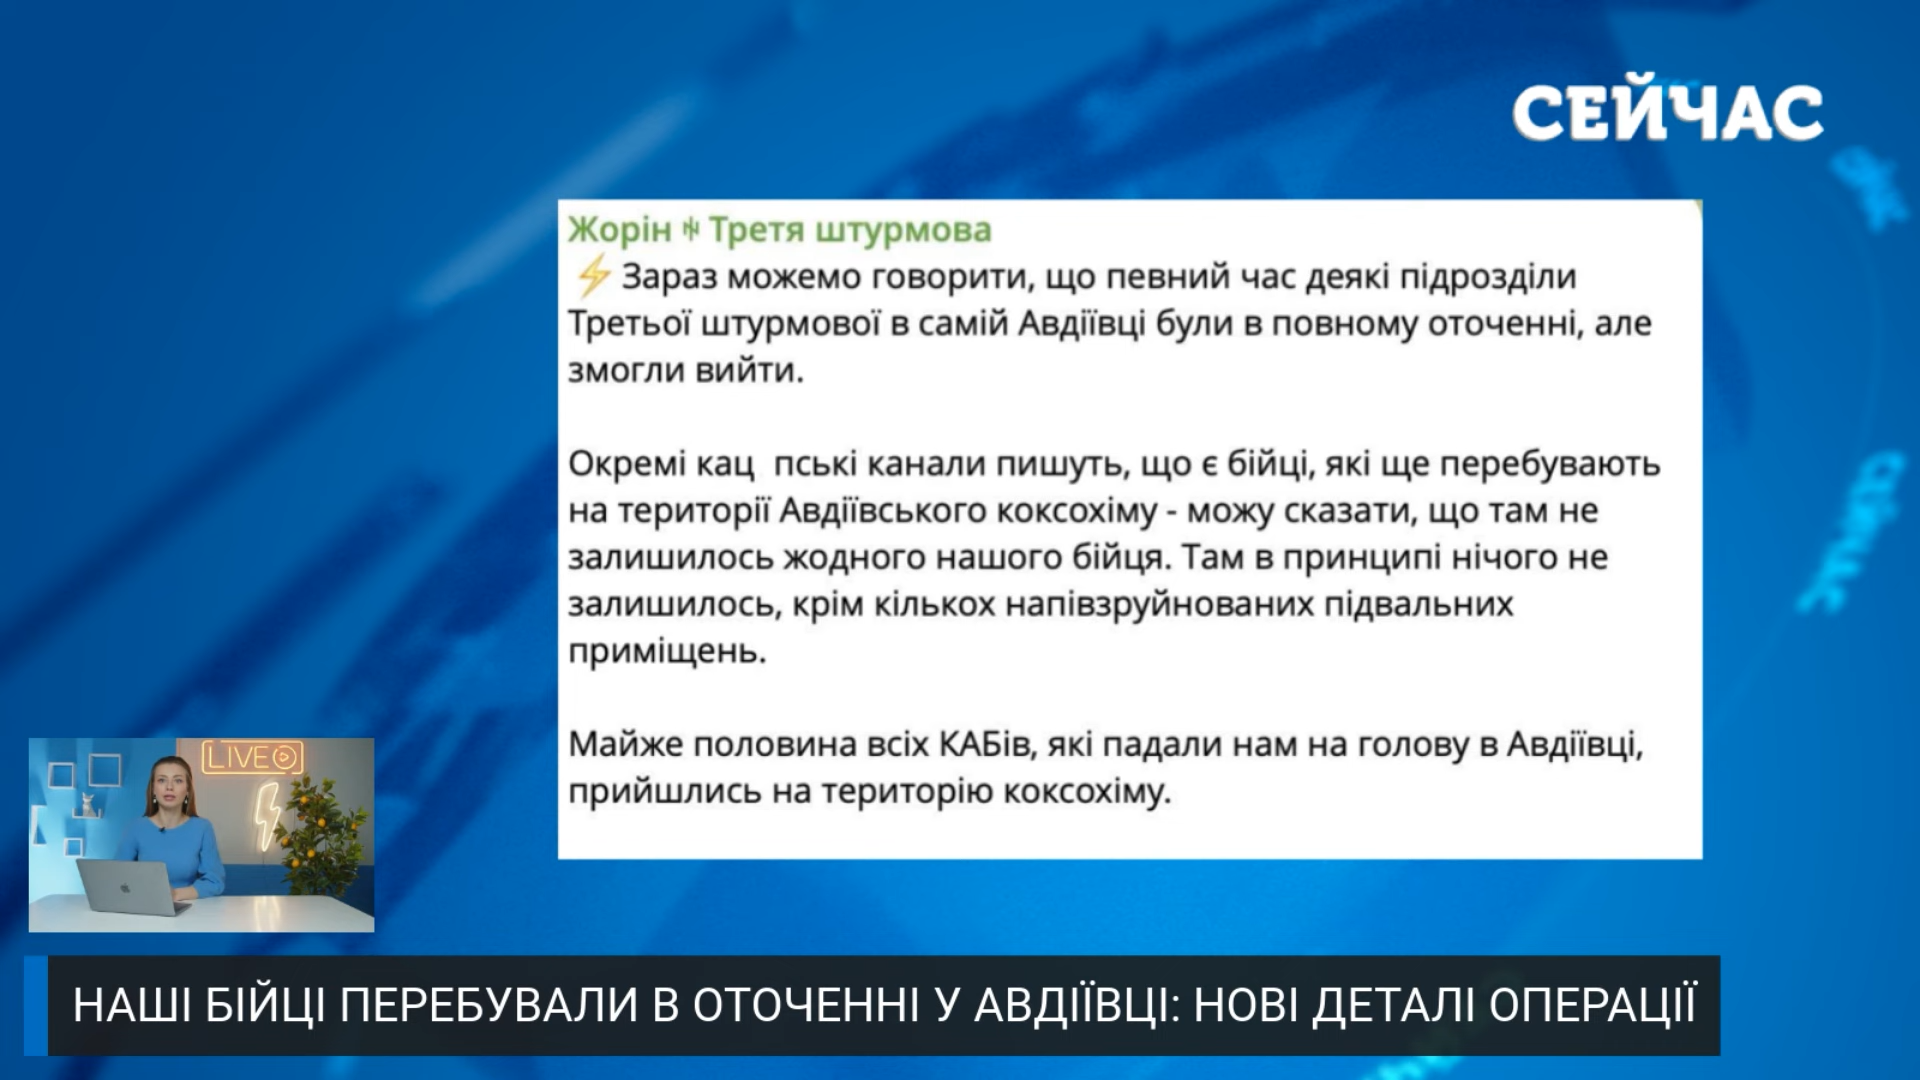 СЕЙЧАС
Жорін Третя штурмова
⚡ Зараз можемо говорити, що певний час деякі підрозділи
Третьої штурмової в самій Авдіївці були в повному оточенні, але
змогли вийти.
Окремі кац пські канали пишуть, що є бійці, які ще перебувають
на території Авдіївського коксохіму - можу сказати, що там не
залишилось жодного нашого бійця. Там в принципі нічого не
залишилось, крім кількох напівзруйнованих підвальних
приміщень.
Майже половина всіх КАБів, які падали нам на голову в Авдіївці,
прийшлись на територію коксохіму.
LIVE
НАШІ БІЙЦІ ПЕРЕБУВАЛИ В ОТОЧЕННІ У АВДІЇВЦІ: НОВІ ДЕТАЛІ ОПЕРАЦІЇ